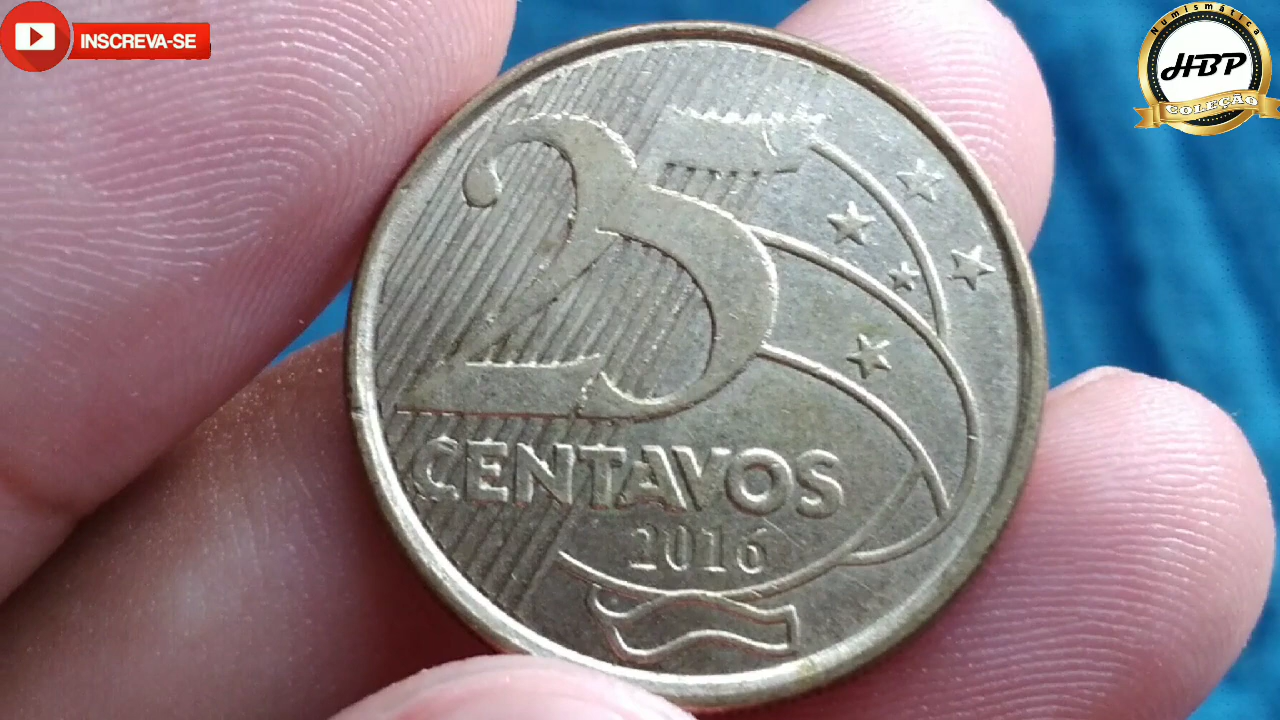 INSCREVA-SE
Numismática
HBP
COLEÇÃO
25
CENTAVOS
2016